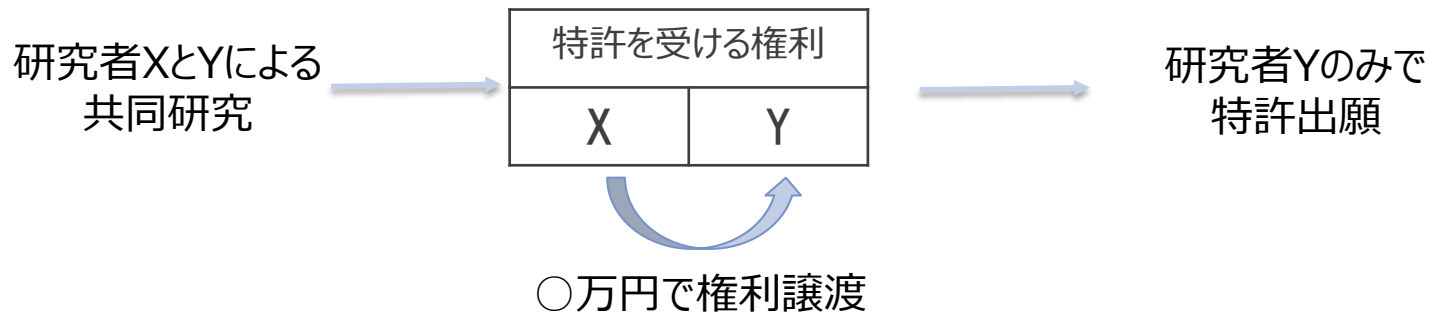 研究者XとYによる
共同研究
特許を受ける権利
X
Y
○万円で権利譲渡
研究者Yのみで
特許出願